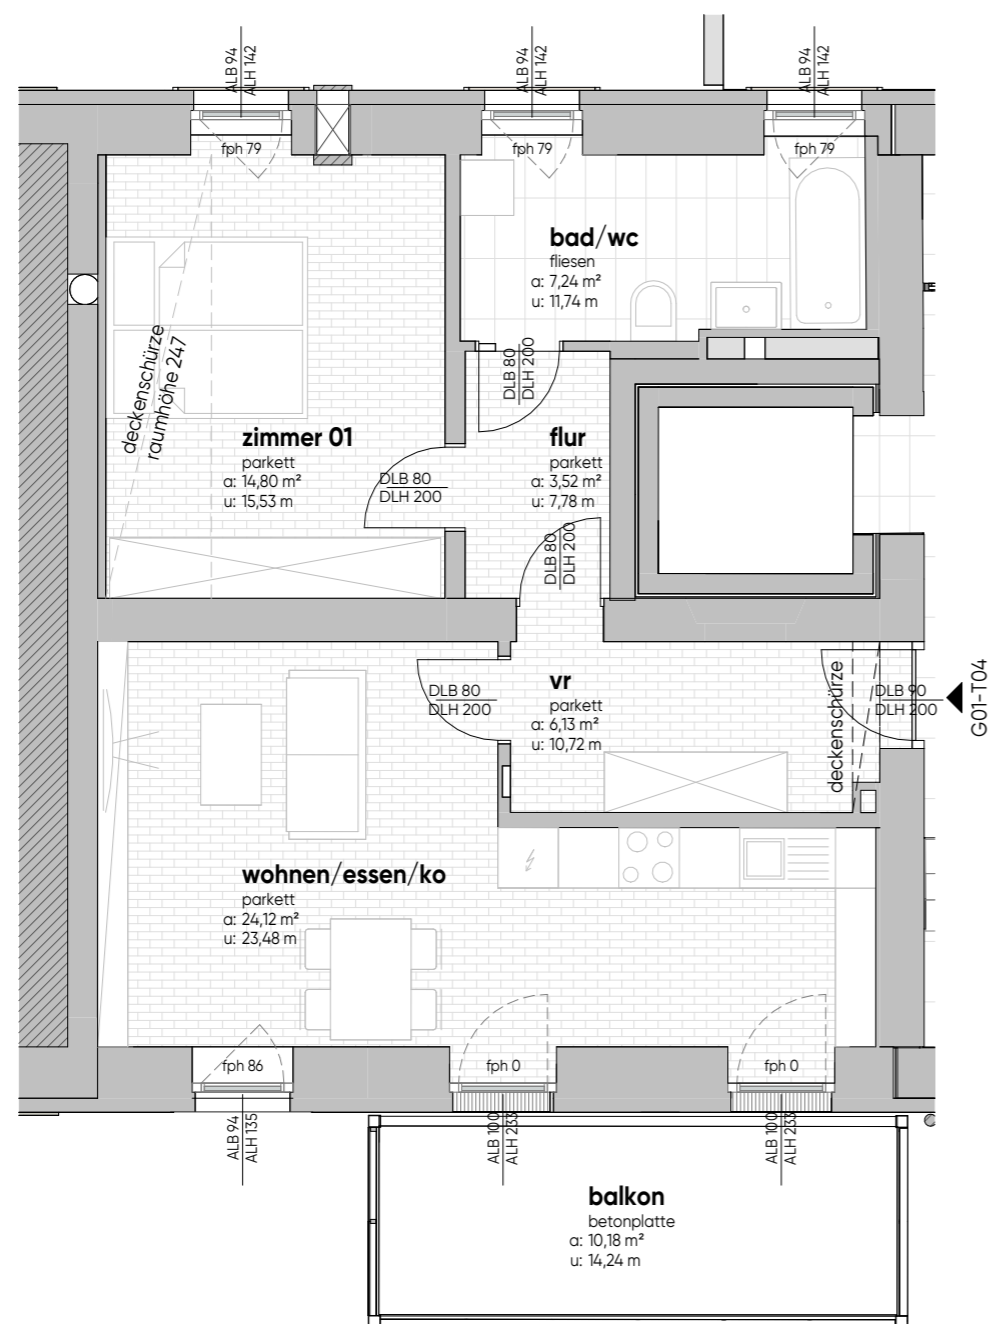 ALB 94
ALH 142
ALB 94
ALH 142
ALB 94
ALH 142
fph 79
fph 79
fph 79
bad/wc
fliesen
a: 7,24 m²
u: 11,74 m
deckenschürze
raumhöhe 247
DLB 80
DLH 200
zimmer 01
parkett
a: 14,80 m²
u: 15,53 m
DLB 80
DLH 200
flur
parkett
a: 3,52 m²
u: 7,78 m
DLB 80
DLH 200
vr
parkett
a: 6,13 m²
u: 10,72 m
DLB 80
DLH 200
deckenschürze
DLB 90
DLH 200
G01-T04
wohnen/essen/ko
parkett
a: 24,12 m²
u: 23,48 m
fph 86
fph 0
fph 0
ALB 94
ALH 135
ALB 100
ALH 233
ALB 100
ALH 233
balkon
betonplatte
a: 10,18 m²
u: 14,24 m